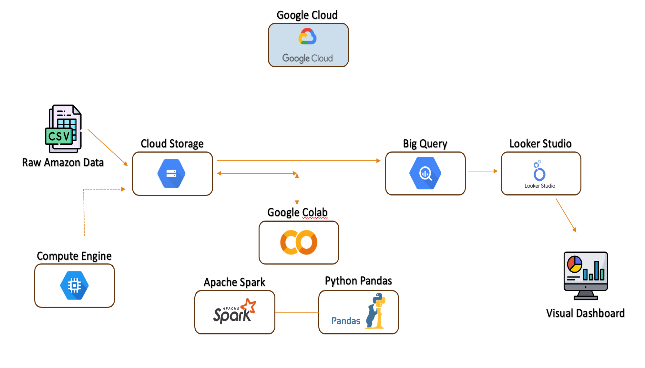 Google Cloud
Google Cloud
CSV
Raw Amazon Data
Cloud Storage
Big Query
Looker Studio
Looker Studio
Google Colab
Compute Engine
Apache Spark
APACHE
Spark
Python Pandas
Pandas
Visual Dashboard